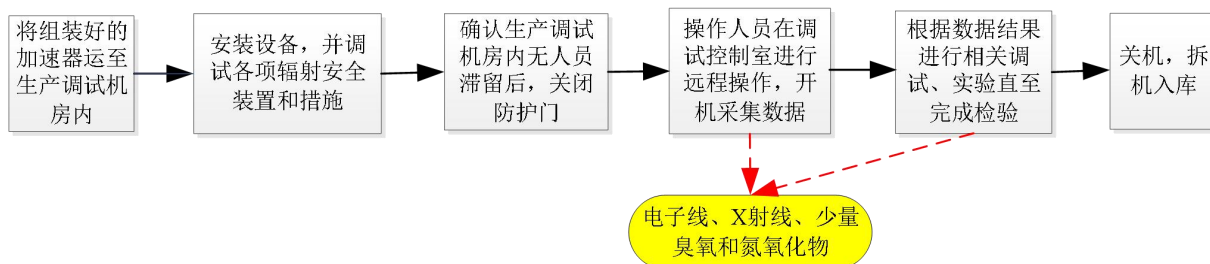 将组装好的
加速器运至
生产调试机
房内
安装设备，并调
试各项辐射安全
装置和措施
确认生产调试
机房内无人员
滞留后，关闭
防护门
操作人员在调
试控制室进行
远程操作，开
机采集数据
根据数据结果
进行相关调
试、实验直至
完成检验
关机，拆
机入库
电子线、X射线、少量
臭氧和氮氧化物